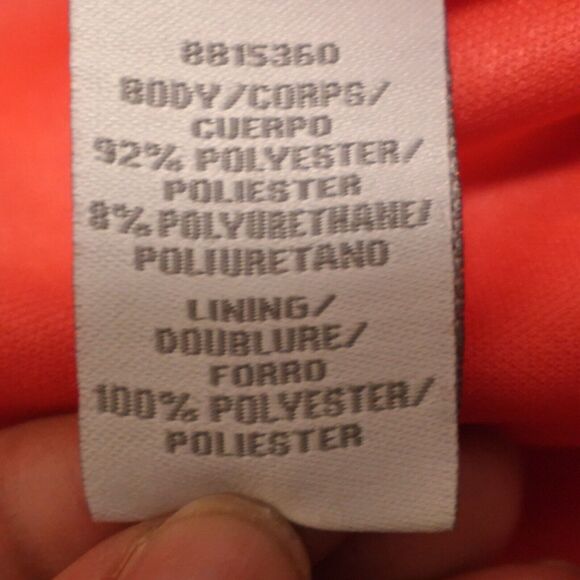 8815360
BODY/CORPS/
CUERPO
92% POLYESTER/
POLIESTER
8% POLYURETHANE/
POLIURETANO
LINING/
DOUBLURE/
FORRO
100% POLYESTER/
POLIESTER